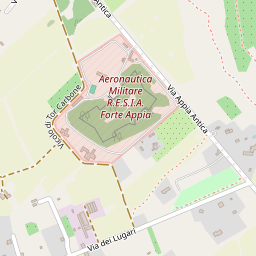 Aeronautica
Militare
R.E.S.I.A.
Forte Appia
Via Appia Antica
Vicolo di Tor Carbone
Via dei Lugari